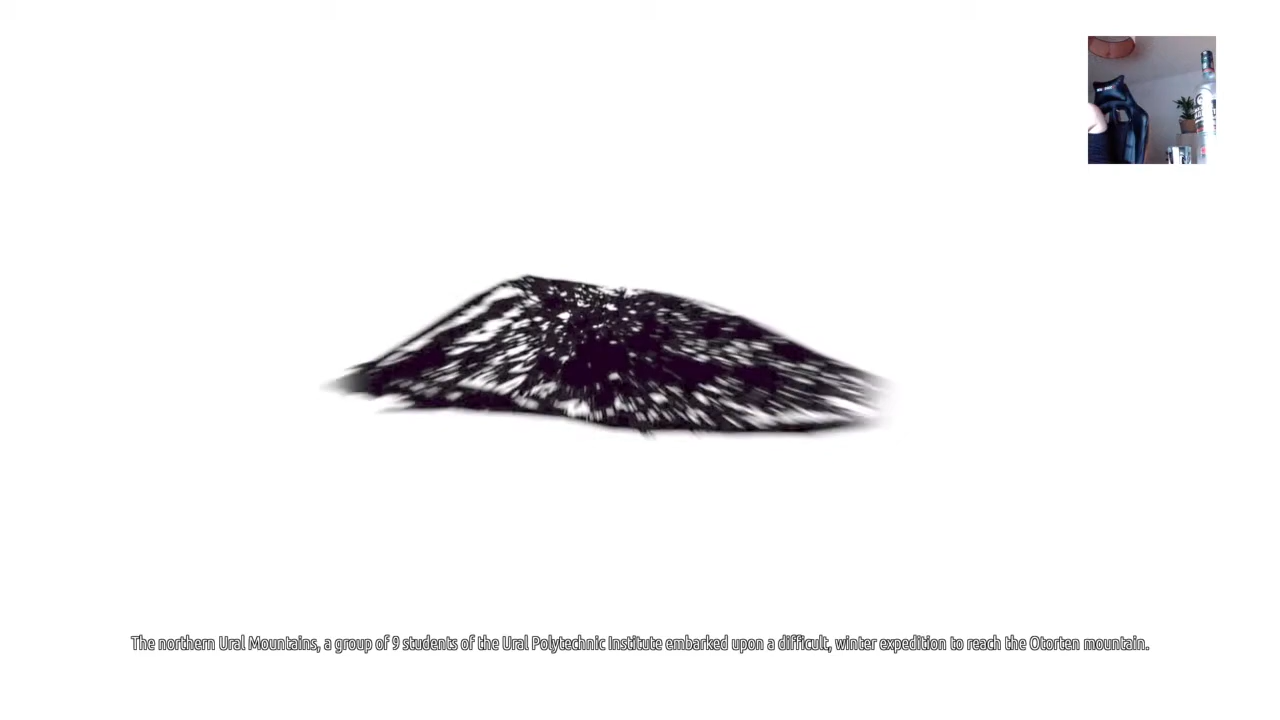 The northern Ural Mountains, a group of 9 students of the Ural Polytechnic Institute embarked upon a difficult, winter expedition to reach the Otorten mountain.